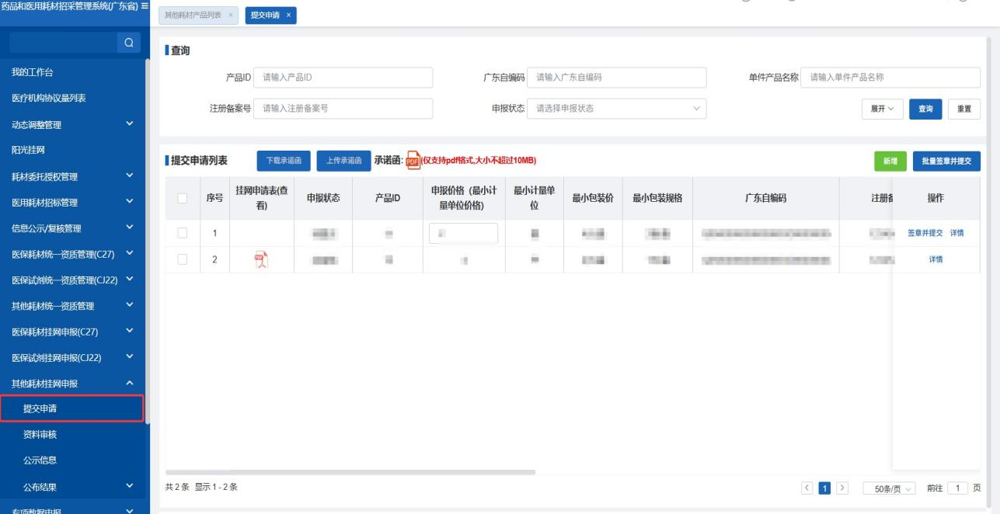 药品和医用耗材招采管理系统(广东省)
其他耗材产品列表 ×
提交申请 ×
我的工作台
医疗机构协议量列表
动态调整管理
阳光挂网
耗材委托授权管理
医用耗材招标管理
信息公示/复核管理
医保耗材统一资质管理(C27)
医保试剂统一资质管理(CJ22)
其他耗材统一资质管理
医保耗材挂网申报(C27)
医保试剂挂网申报(CJ22)
其他耗材挂网申报
提交申请
资料审核
公示信息
公布结果
专项数据申报
查询
产品ID 请输入产品ID 广东自编码 请输入广东自编码 单件产品名称 请输入单件产品名称
注册备案号 请输入注册备案号 申报状态 请选择申报状态 展开 查询 重置
提交申请列表 下载承诺函 上传承诺函 承诺函: PDF (仅支持pdf格式,大小不超过10MB) 新增 批量签章并提交
序号 挂网申请表(查看) 申报状态 产品ID 申报价格（最小计量单位价格) 最小计量单位 最小包装价 最小包装规格 广东自编码 注册备 操作
1 签章并提交 详情
2 详情
共 2 条 显示 1 - 2 条 < 1 > 50条/页 前往 1 页